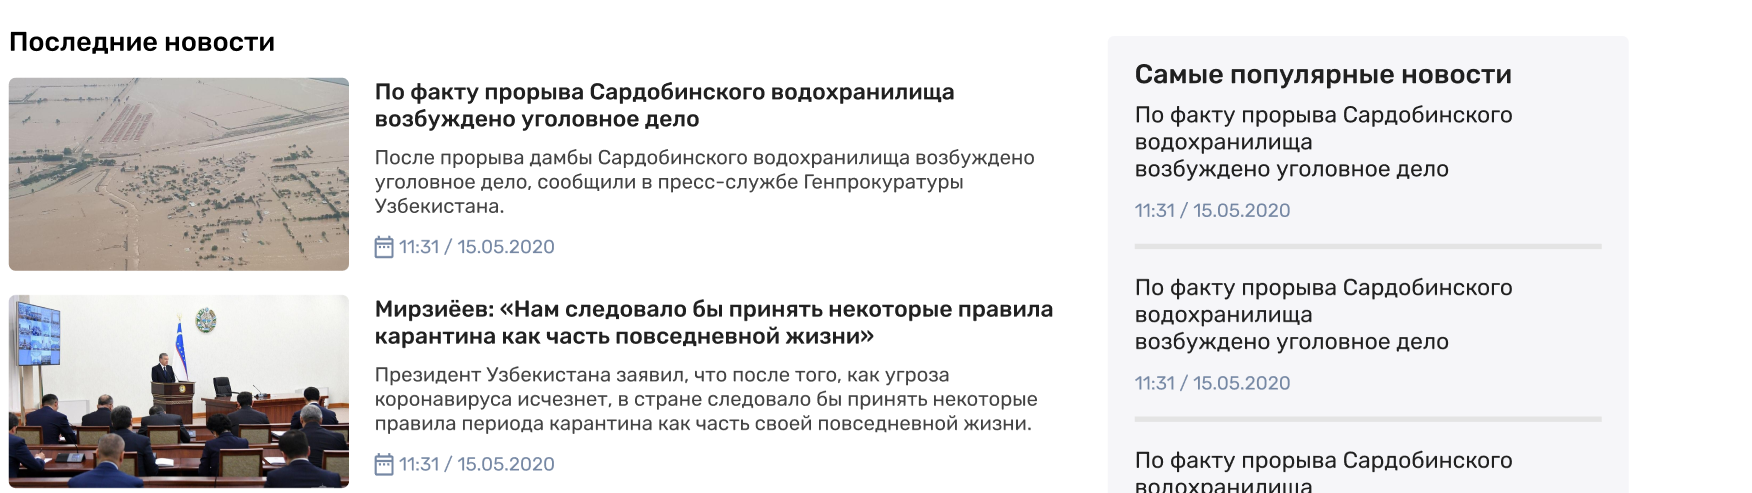 Последние новости
По факту прорыва Сардобинского водохранилища
возбуждено уголовное дело
После прорыва дамбы Сардобинского водохранилища возбуждено
уголовное дело, сообщили в пресс-службе Генпрокуратуры
Узбекистана.
11:31 / 15.05.2020
Мирзиёев: «Нам следовало бы принять некоторые правила
карантина как часть повседневной жизни»
Президент Узбекистана заявил, что после того, как угроза
коронавируса исчезнет, в стране следовало бы принять некоторые
правила периода карантина как часть своей повседневной жизни.
11:31 / 15.05.2020
Самые популярные новости
По факту прорыва Сардобинского
водохранилища
возбуждено уголовное дело
11:31 / 15.05.2020
По факту прорыва Сардобинского
водохранилища
возбуждено уголовное дело
11:31 / 15.05.2020
По факту прорыва Сардобинского
водохранилища